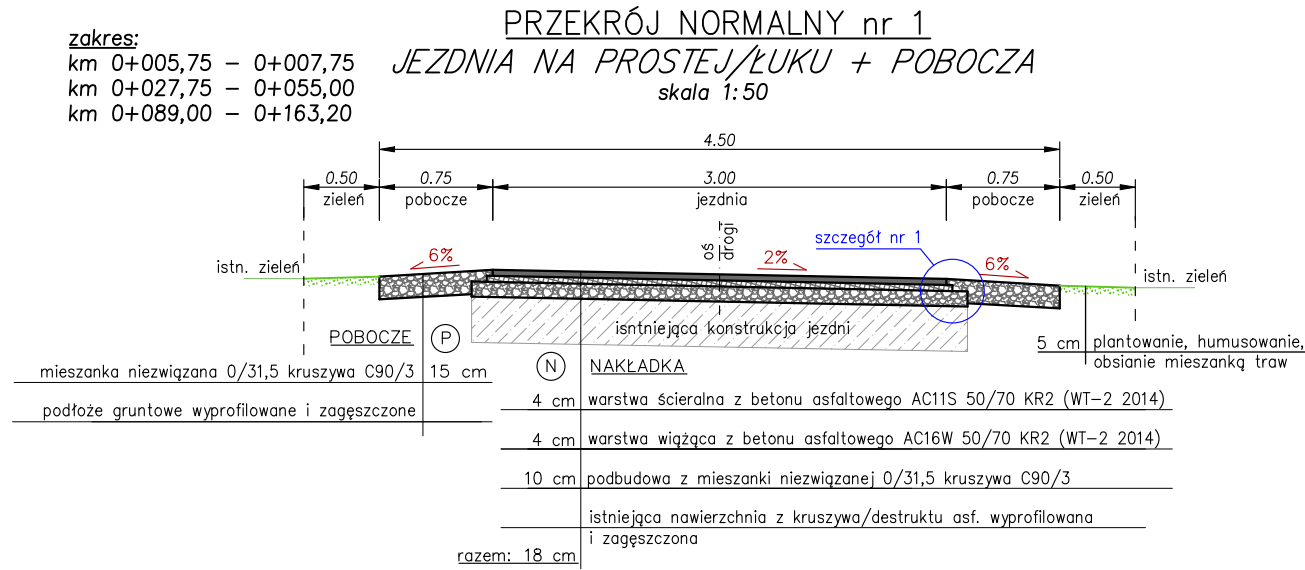 PRZEKRÓJ NORMALNY nr 1
JEZDNIA NA PROSTEJ/ŁUKU + POBOCZA
skala 1:50
zakres:
km 0+005,75 – 0+007,75
km 0+027,75 – 0+055,00
km 0+089,00 – 0+163,20
4.50
0.50 0.75 3.00 0.75 0.50
zieleń pobocze jezdnia pobocze zieleń
oś
drogi
szczegół nr 1
6% 2% 6%
istn. zieleń
istn. zieleń
isntniejąca konstrukcja jezdni
POBOCZE P
mieszanka niezwiązana 0/31,5 kruszywa C90/3 15 cm
podłoże gruntowe wyprofilowane i zagęszczone
5 cm plantowanie, humusowanie,
obsianie mieszanką traw
N NAKŁADKA
4 cm warstwa ścieralna z betonu asfaltowego AC11S 50/70 KR2 (WT–2 2014)
4 cm warstwa wiążąca z betonu asfaltowego AC16W 50/70 KR2 (WT–2 2014)
10 cm podbudowa z mieszanki niezwiązanej 0/31,5 kruszywa C90/3
istniejąca nawierzchnia z kruszywa/destruktu asf. wyprofilowana
i zagęszczona
razem: 18 cm